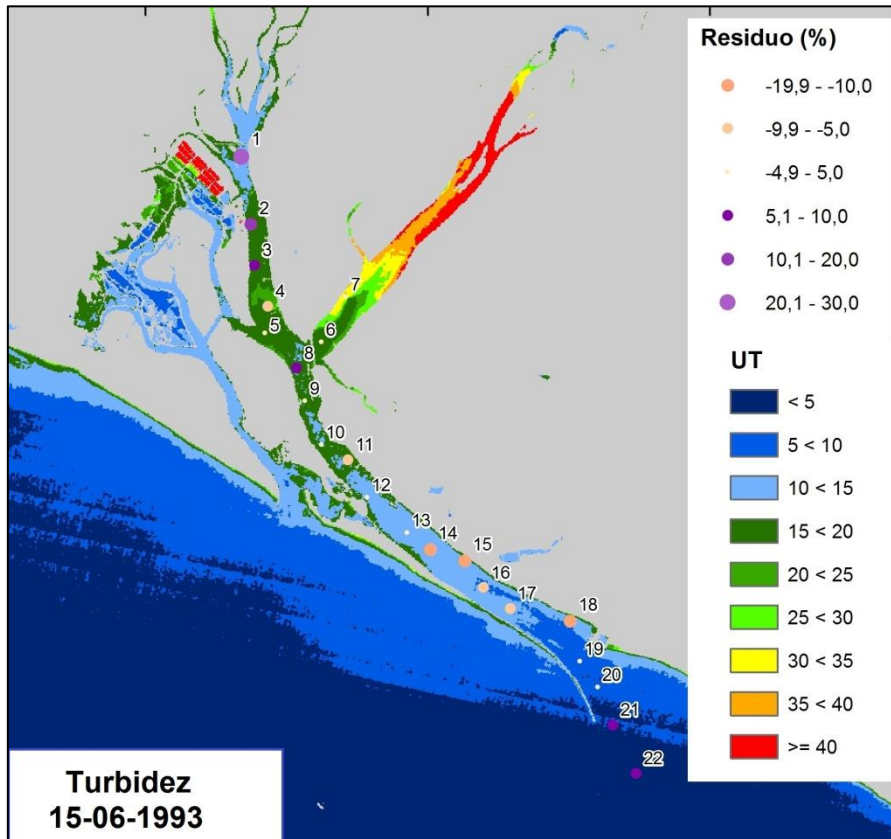 Residuo (%)
-19,9 - -10,0
-9,9 - -5,0
-4,9 - 5,0
5,1 - 10,0
10,1 - 20,0
20,1 - 30,0
UT
< 5
5 < 10
10 < 15
15 < 20
20 < 25
25 < 30
30 < 35
35 < 40
>= 40
1
2
3
4
5
6
7
8
9
10
11
12
13
14
15
16
17
18
19
20
21
22
Turbidez
15-06-1993